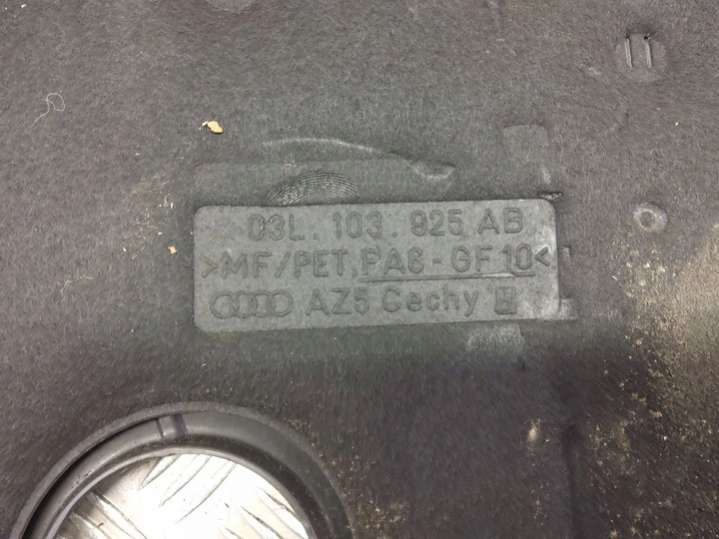 03L.103.925 AB
>MF/PET,PA6-GF10<
AZ5 Cechy